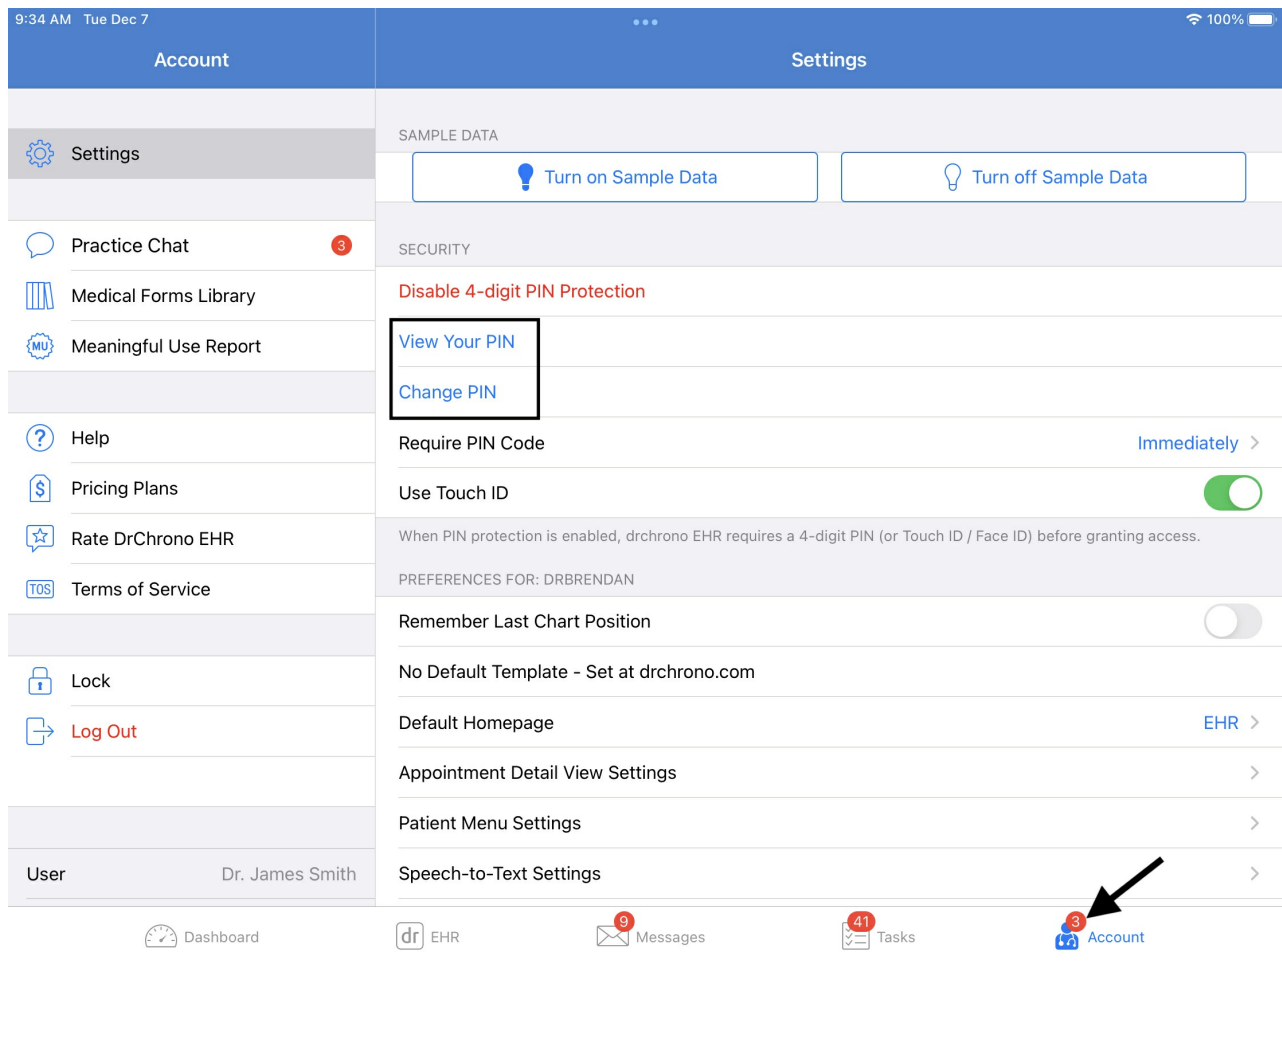 9:34 AM Tue Dec 7
100%
Account
Settings
Settings
Practice Chat 3
Medical Forms Library
MU Meaningful Use Report
? Help
$ Pricing Plans
Rate DrChrono EHR
TOS Terms of Service
Lock
Log Out
User Dr. James Smith
SAMPLE DATA
Turn on Sample Data
Turn off Sample Data
SECURITY
Disable 4-digit PIN Protection
View Your PIN
Change PIN
Require PIN Code Immediately
Use Touch ID
When PIN protection is enabled, drchrono EHR requires a 4-digit PIN (or Touch ID / Face ID) before granting access.
PREFERENCES FOR: DRBRENDAN
Remember Last Chart Position
No Default Template - Set at drchrono.com
Default Homepage EHR
Appointment Detail View Settings
Patient Menu Settings
Speech-to-Text Settings
Dashboard
dr EHR
9 Messages
41 Tasks
3 Account